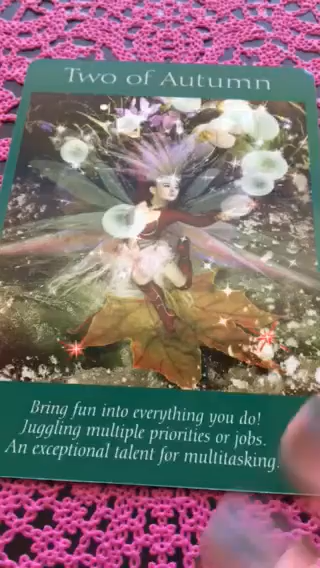 Two of Autumn
Bring fun into everything you do!
Juggling multiple priorities or jobs.
An exceptional talent for multitasking.